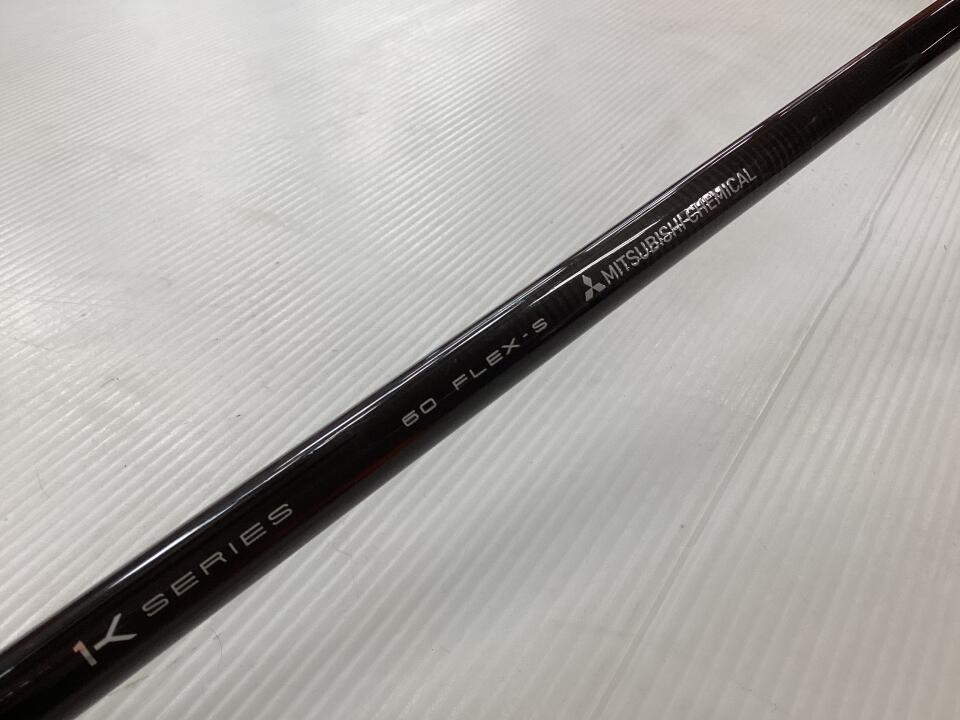 1K SERIES
60 FLEX-S
MITSUBISHI CHEMICAL